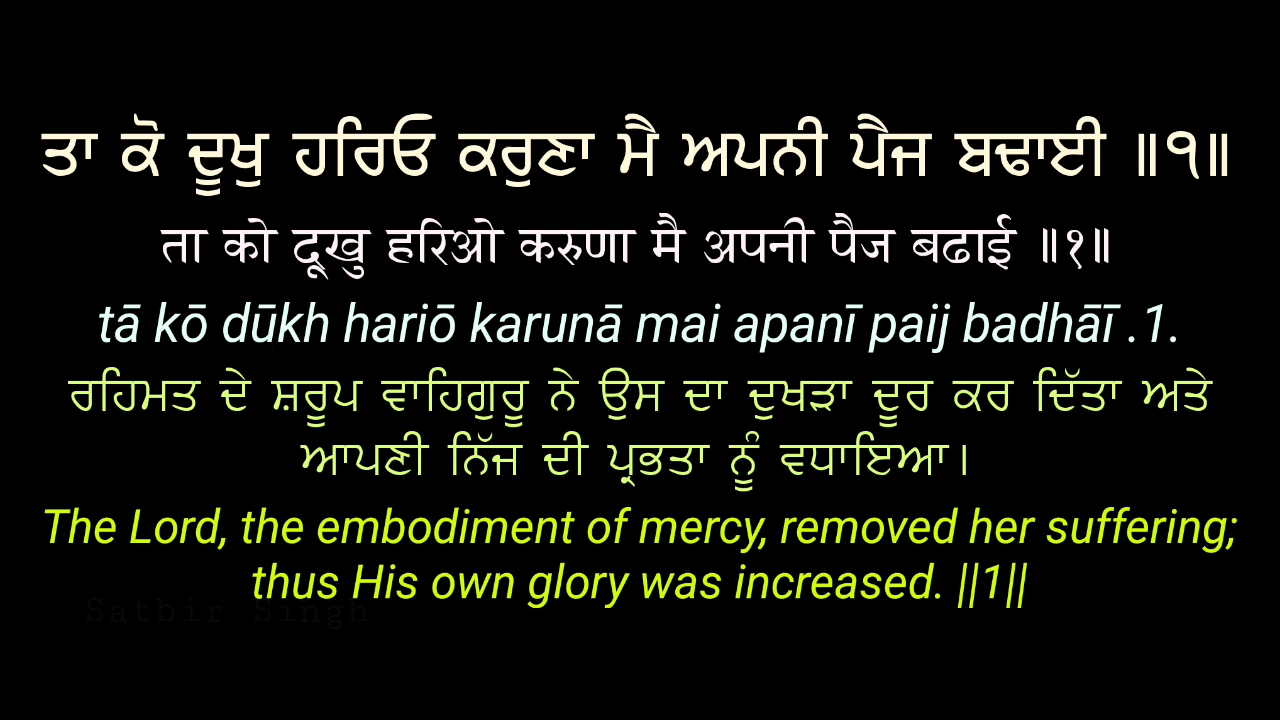 ਤਾ ਕੋ ਦੂਖੁ ਹਰਿਓ ਕਰੁਣਾ ਮੈ ਅਪਨੀ ਪੈਜ ਬਢਾਈ ॥੧॥
ता को दूखु हरिओ करुणा मै अपनी पैज बढाई ॥१॥
tā kō dūkh hariō karunā mai apanī paij badhāī .1.
ਰਹਿਮਤ ਦੇ ਸ਼ਰੂਪ ਵਾਹਿਗੁਰੂ ਨੇ ਉਸ ਦਾ ਦੁਖੜਾ ਦੂਰ ਕਰ ਦਿੱਤਾ ਅਤੇ
ਆਪਣੀ ਨਿੱਜ ਦੀ ਪ੍ਰਭਤਾ ਨੂੰ ਵਧਾਇਆ।
The Lord, the embodiment of mercy, removed her suffering;
thus His own glory was increased. ||1||
Satbir Singh